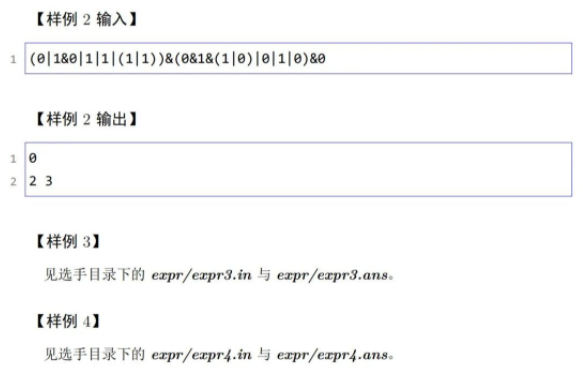 【样例 2 输入】
1 (0|1&0|1|1|(1|1))&(0&1&(1|0)|0|1|0)&0
【样例 2 输出】
1 0
2 2 3
【样例 3】
见选手目录下的 expr/expr3.in 与 expr/expr3.ans。
【样例 4】
见选手目录下的 expr/expr4.in 与 expr/expr4.ans。